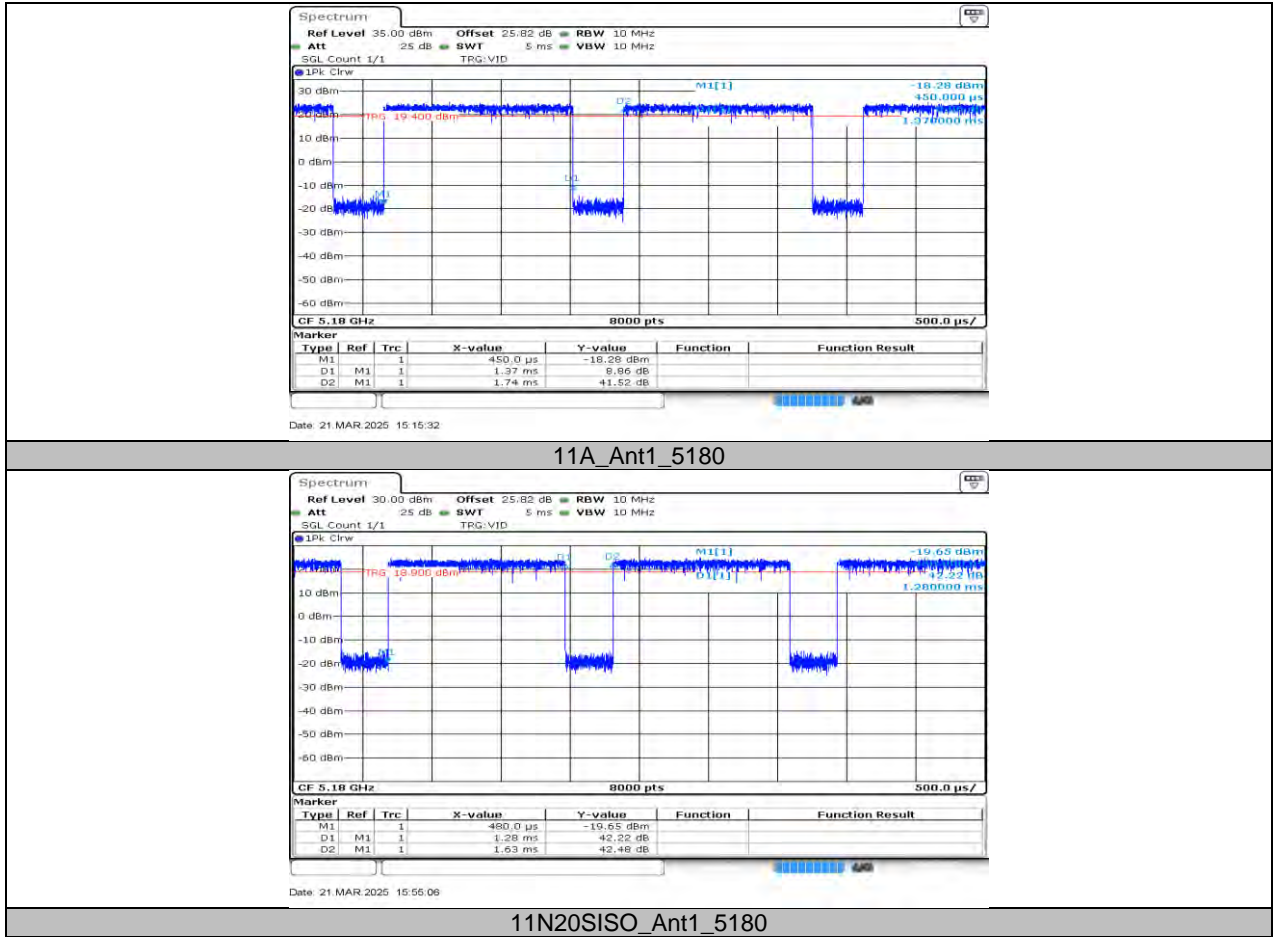 Spectrum
Ref Level 35.00 dBm Offset 25.82 dB RBW 10 MHz
Att 25 dB SWT 5 ms VBW 10 MHz
SGL Count 1/1 TRG:VID
1Pk Clrw
M1[1] -18.28 dBm
450.000 µs
30 dBm
D2
TRG 19.400 dBm
1.370000 ms
10 dBm
0 dBm
D1
-10 dBm
M1
-20 dBm
-30 dBm
-40 dBm
-50 dBm
-60 dBm
CF 5.18 GHz 8000 pts 500.0 µs/
Marker
Type Ref Trc X-value Y-value Function Function Result
M1 1 450.0 µs -18.28 dBm
D1 M1 1 1.37 ms 8.86 dB
D2 M1 1 1.74 ms 41.52 dB
Date: 21.MAR.2025 15:15:32
11A_Ant1_5180
Spectrum
Ref Level 30.00 dBm Offset 25.82 dB RBW 10 MHz
Att 25 dB SWT 5 ms VBW 10 MHz
SGL Count 1/1 TRG:VID
1Pk Clrw
D1 D2 M1[1] -19.65 dBm
TRG 18.900 dBm D1[1] 42.22 dB
1.280000 ms
10 dBm
0 dBm
-10 dBm
M1
-20 dBm
-30 dBm
-40 dBm
-50 dBm
-60 dBm
CF 5.18 GHz 8000 pts 500.0 µs/
Marker
Type Ref Trc X-value Y-value Function Function Result
M1 1 480.0 µs -19.65 dBm
D1 M1 1 1.28 ms 42.22 dB
D2 M1 1 1.63 ms 42.48 dB
Date: 21.MAR.2025 15:55:06
11N20SISO_Ant1_5180